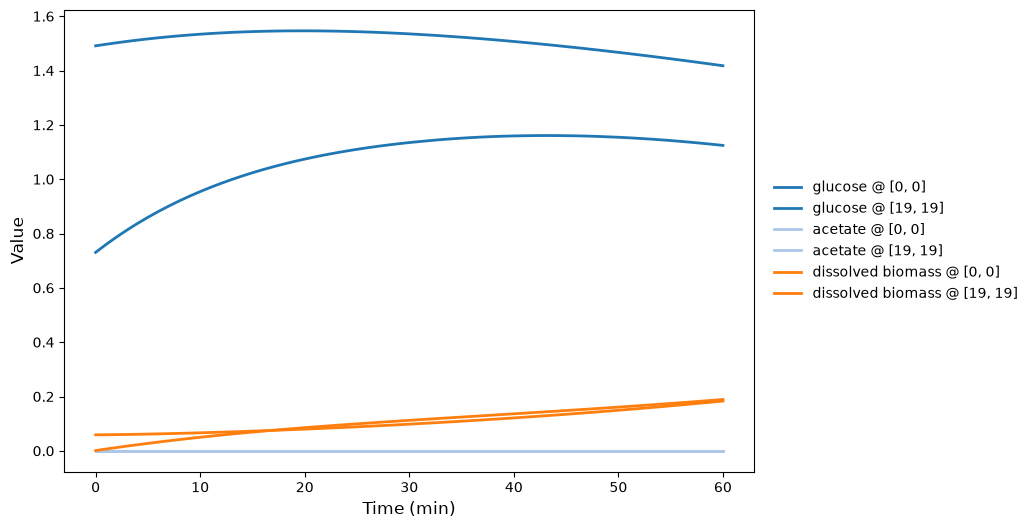 1.6
1.4
1.2
1.0
0.8
0.6
0.4
0.2
0.0
Value
0 10 20 30 40 50 60
Time (min)
glucose @ [0, 0]
glucose @ [19, 19]
acetate @ [0, 0]
acetate @ [19, 19]
dissolved biomass @ [0, 0]
dissolved biomass @ [19, 19]